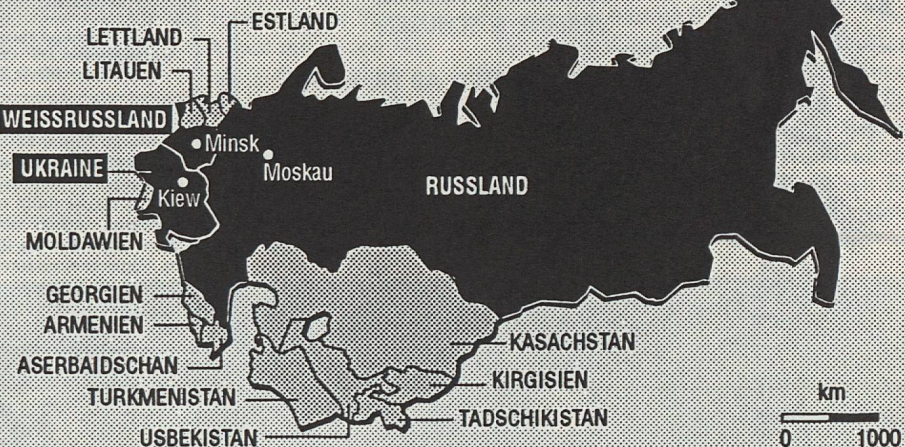 ESTLAND
LETTLAND
LITAUEN
WEISSRUSSLAND
Minsk
UKRAINE
Moskau
Kiew
RUSSLAND
MOLDAWIEN
GEORGIEN
ARMENIEN
ASERBAIDSCHAN
TURKMENISTAN
USBEKISTAN
KASACHSTAN
KIRGISIEN
TADSCHIKISTAN
km
0 1000